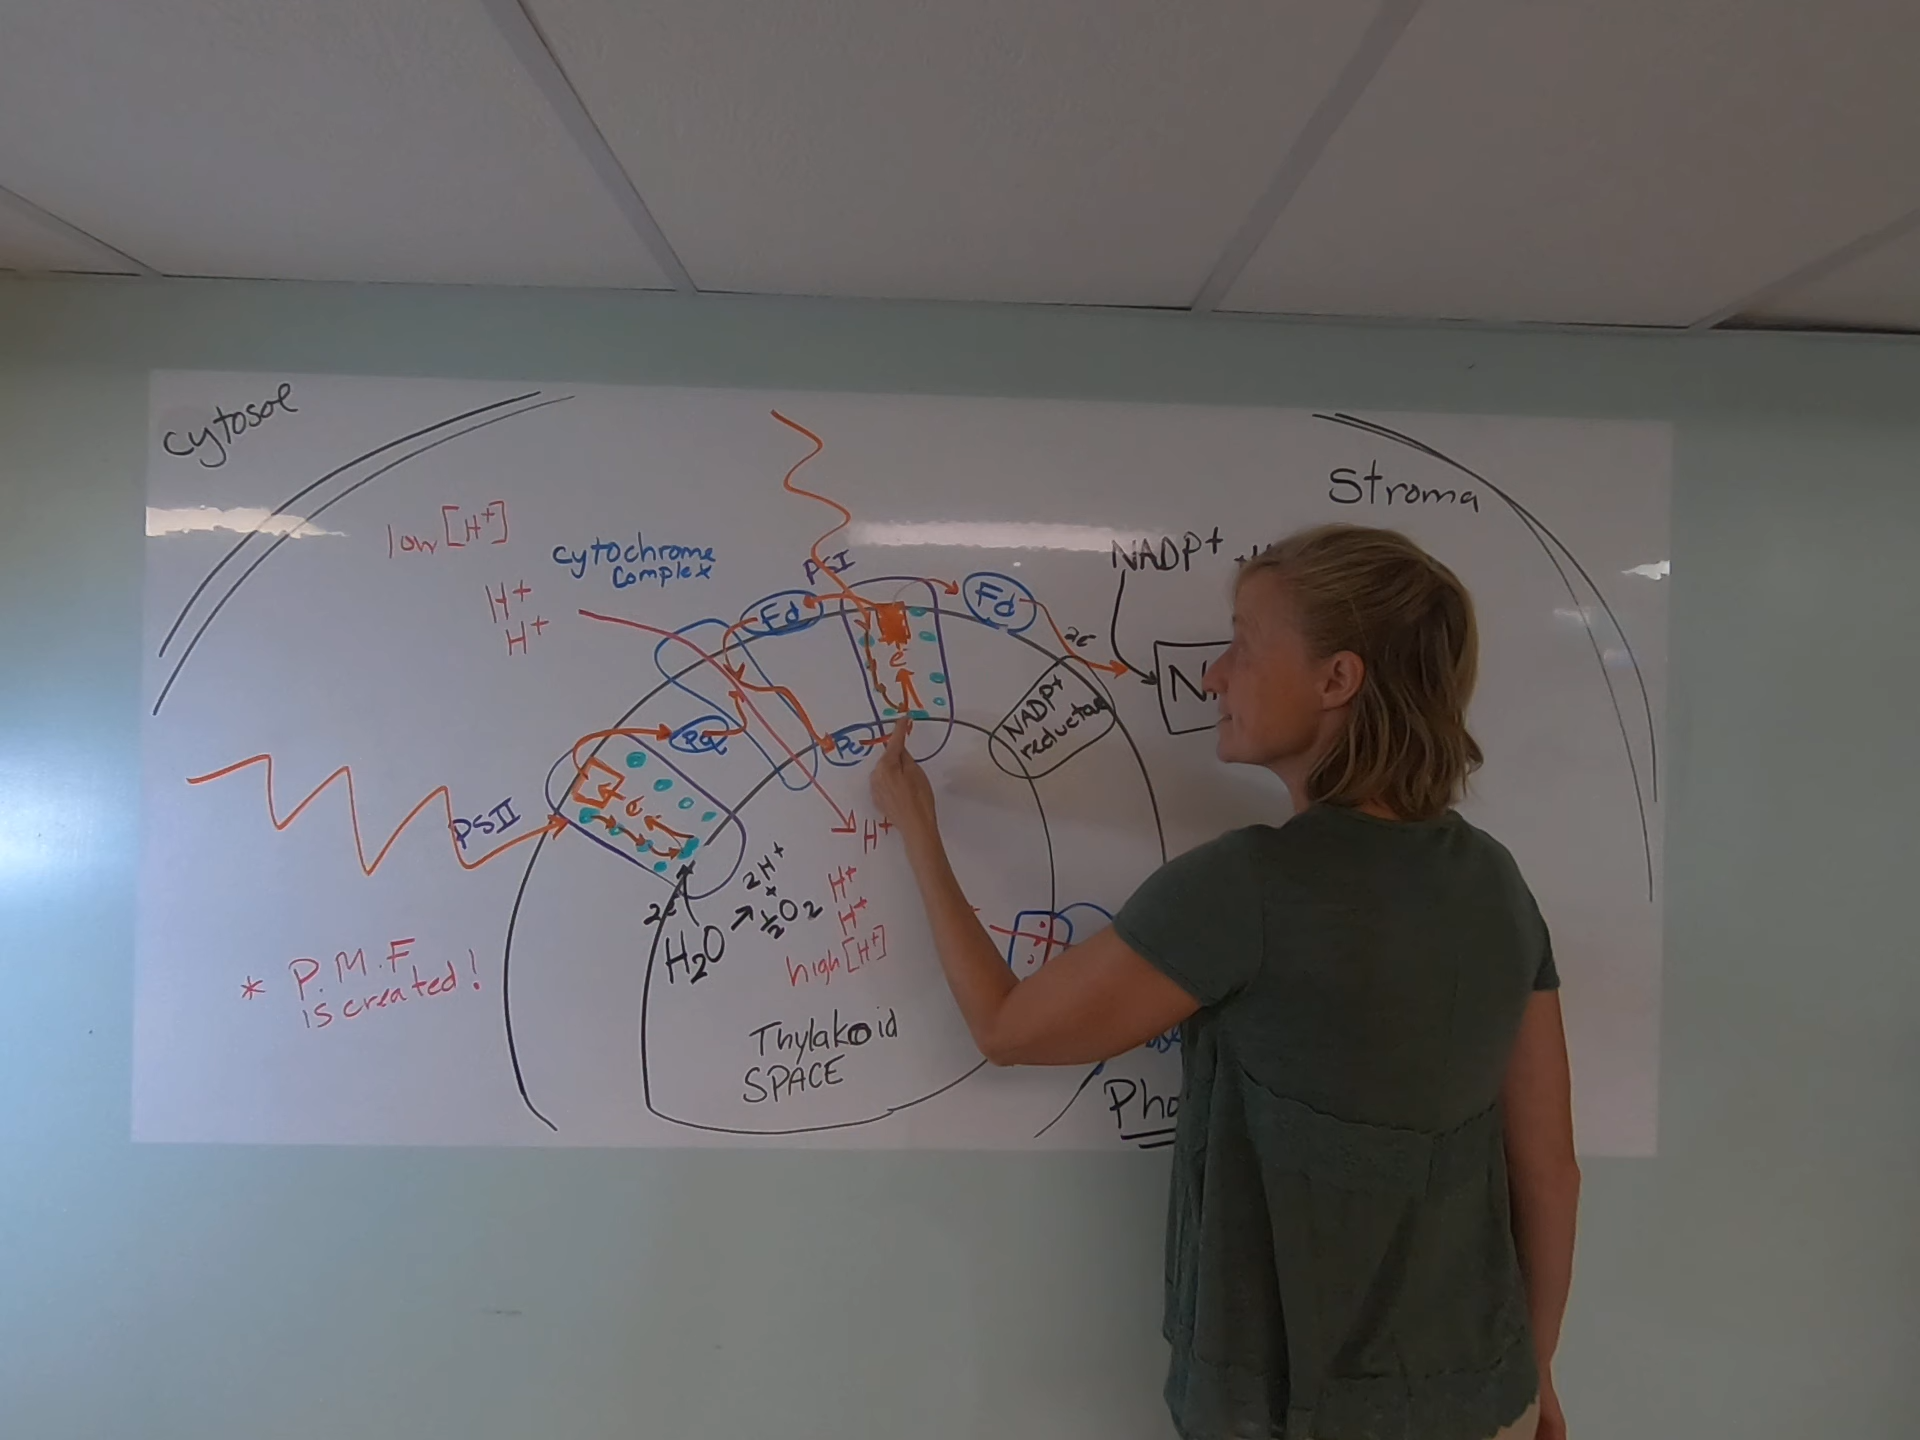 Cytosol
Stroma
low [H+]
H+
H+
cytochrome
complex
PSI
Fd
Fd
NADP+
2e-
e-
NADP+
reductase
Pq
Pc
PSII
e-
H+
2H+
+
½O2
2e-
H2O
H+
H+
high [H+]
* P.M.F
is created!
Thylakoid
SPACE